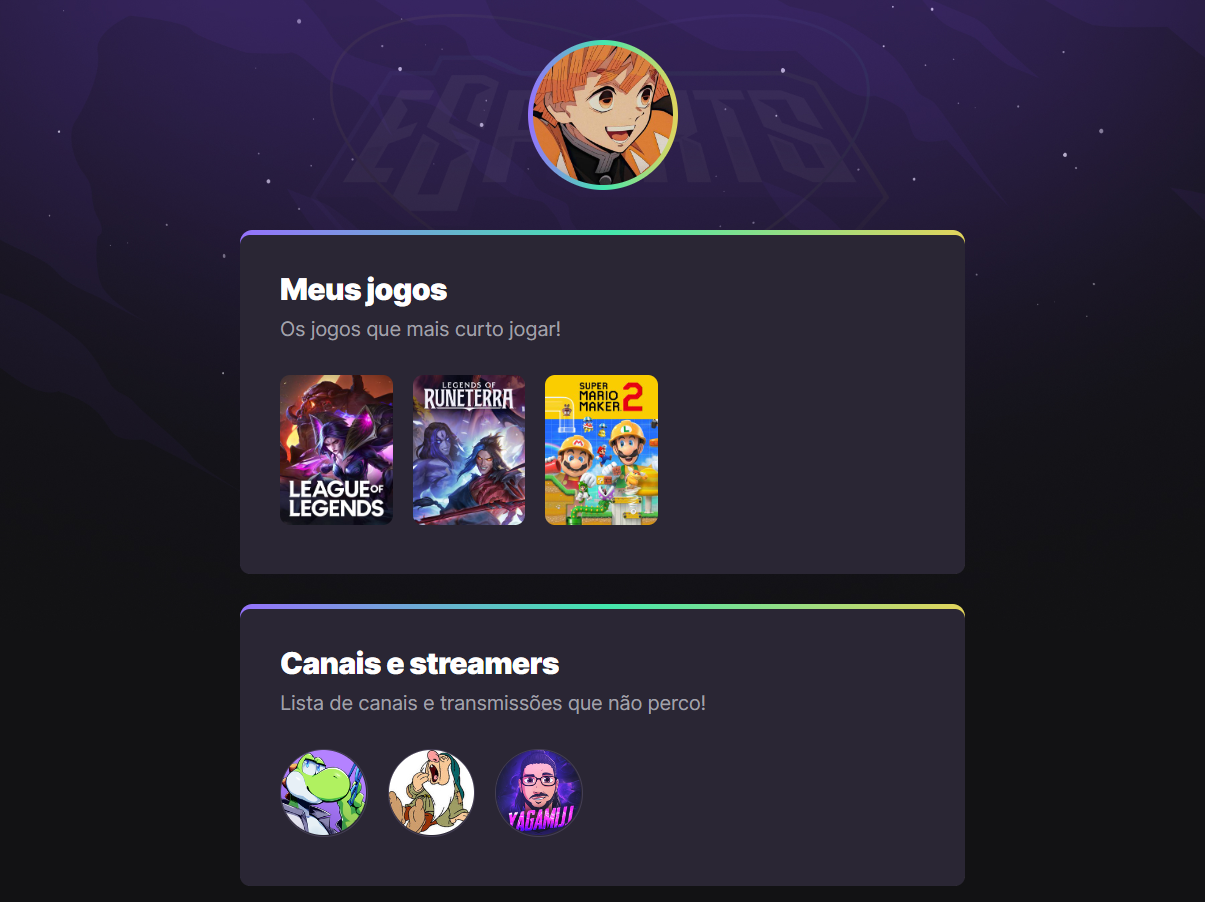 ESPORTS
Meus jogos
Os jogos que mais curto jogar!
LEAGUE OF
LEGENDS
LEGENDS OF
RUNETERRA
SUPER
MARIO
MAKER 2
Canais e streamers
Lista de canais e transmissões que não perco!
YAGAMIJJ